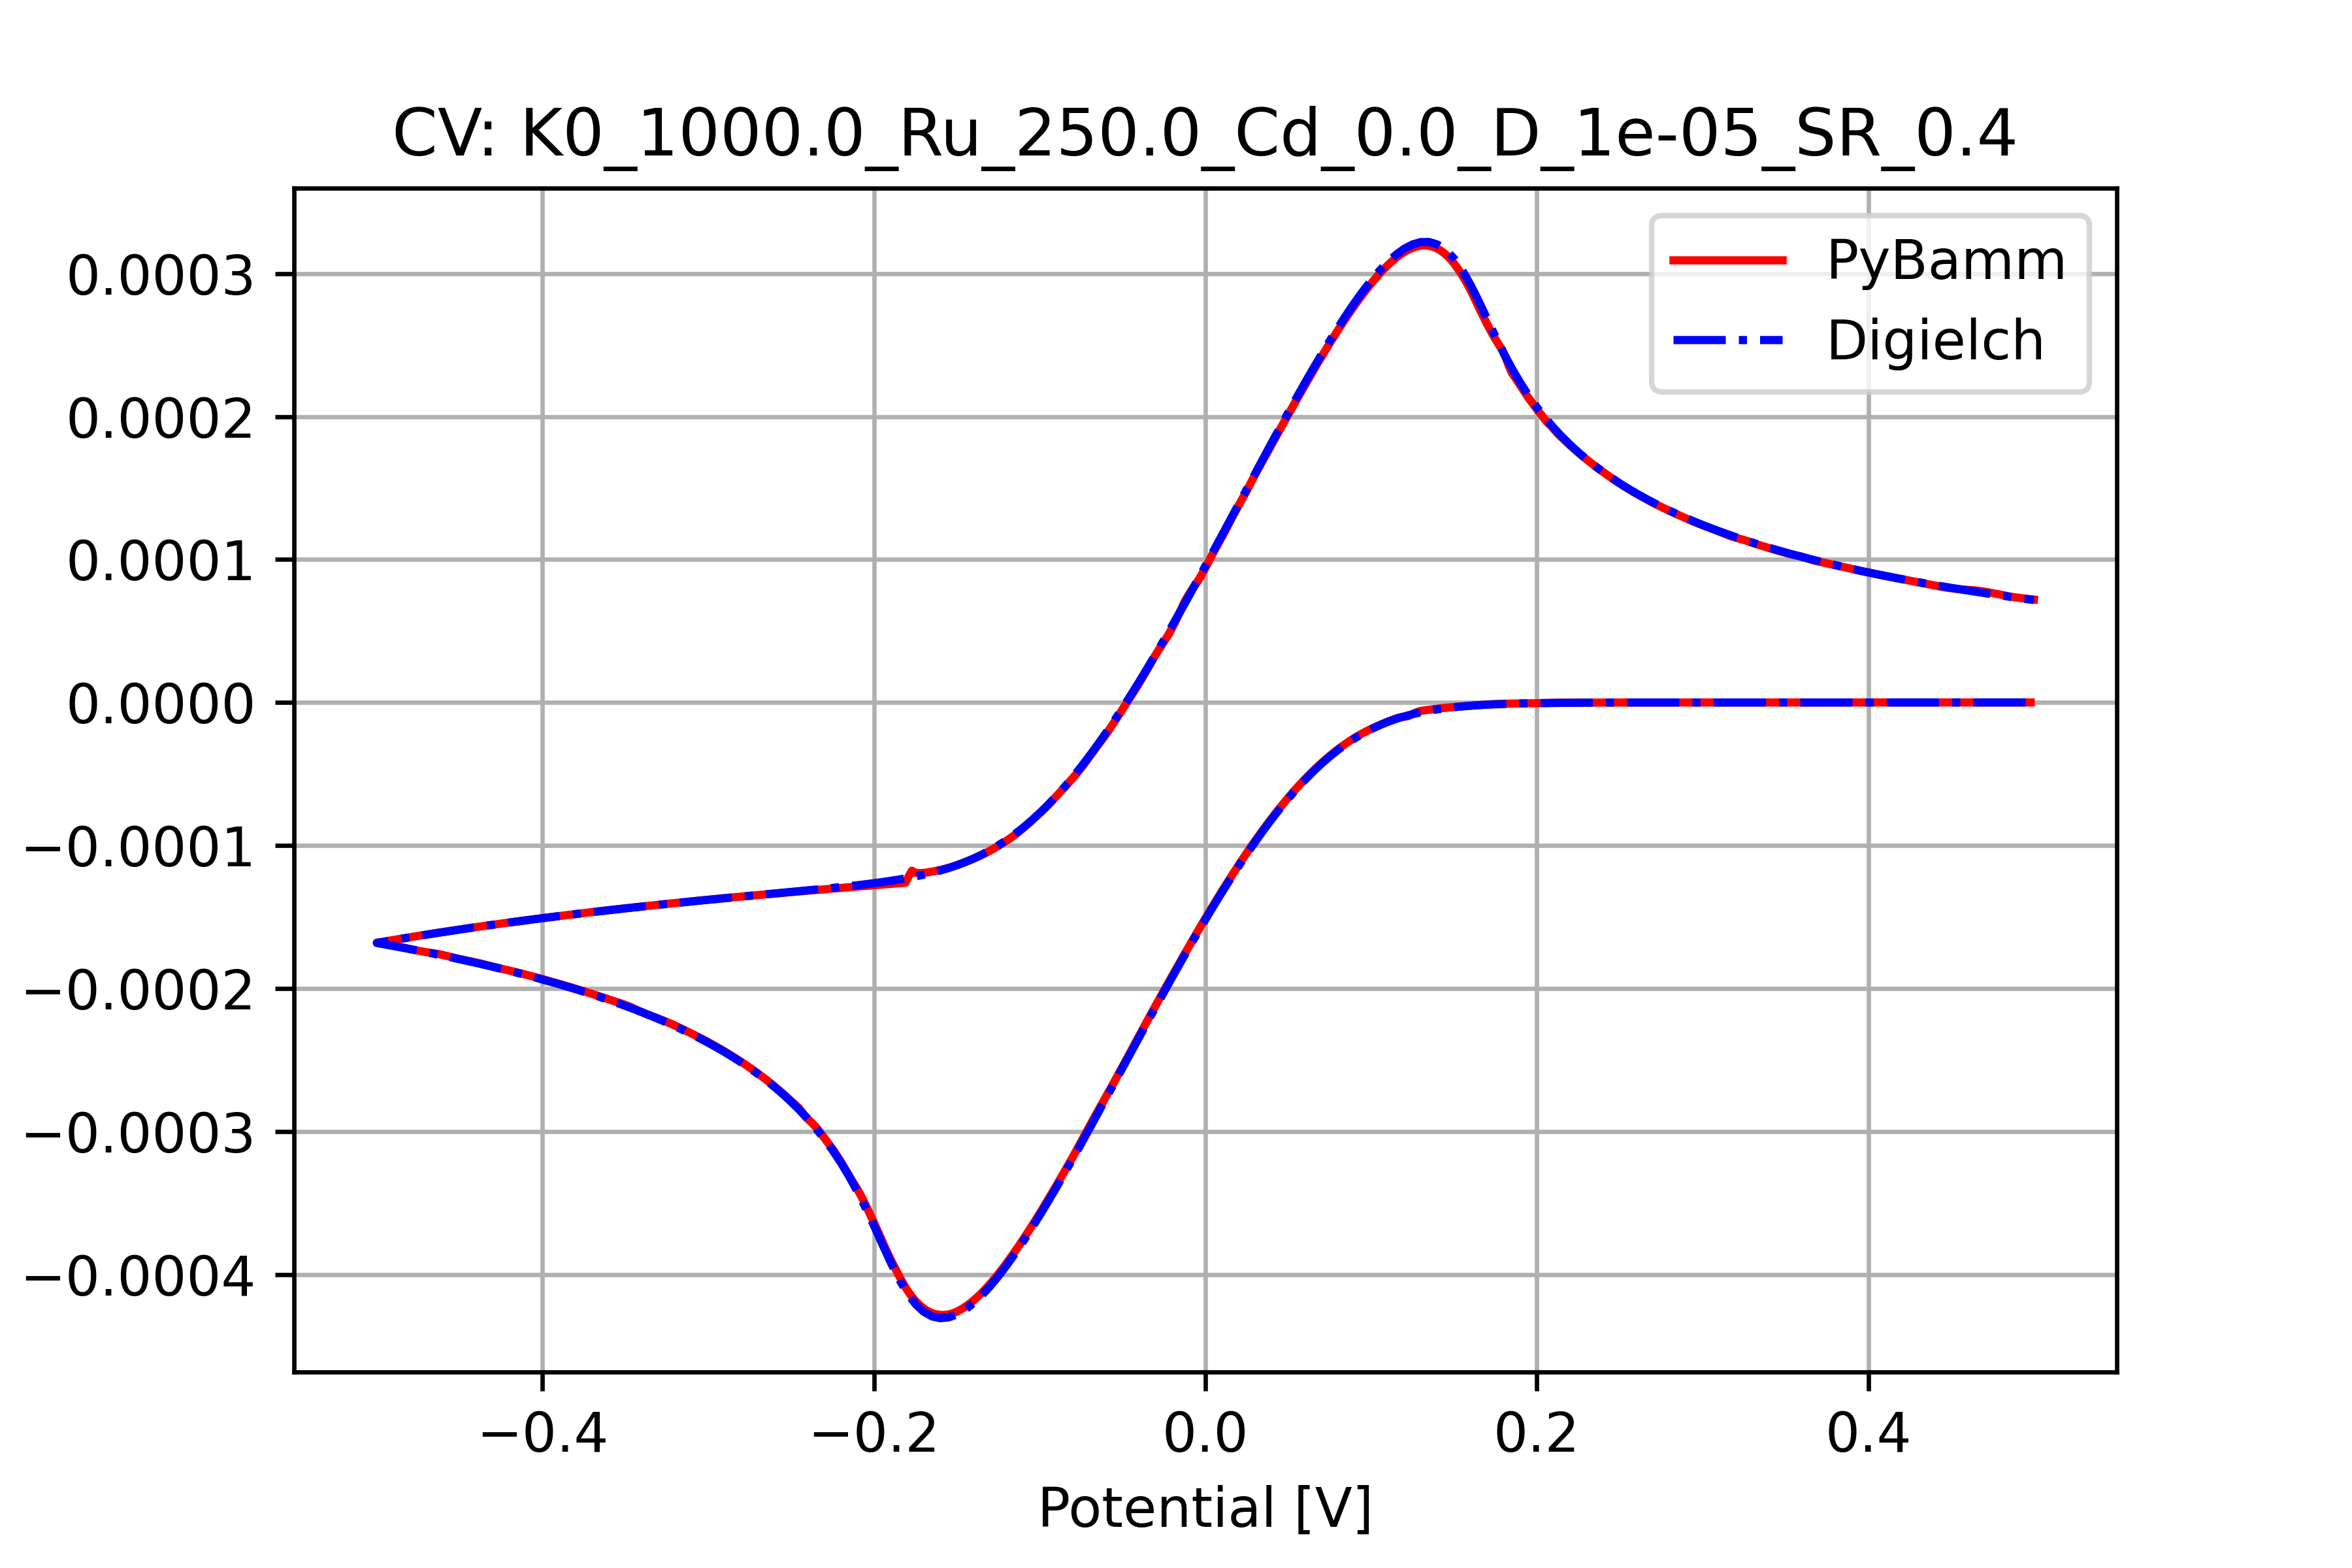 CV: K0_1000.0_Ru_250.0_Cd_0.0_D_1e-05_SR_0.4
PyBamm
Digielch
0.0003
0.0002
0.0001
0.0000
−0.0001
−0.0002
−0.0003
−0.0004
−0.4 −0.2 0.0 0.2 0.4
Potential [V]